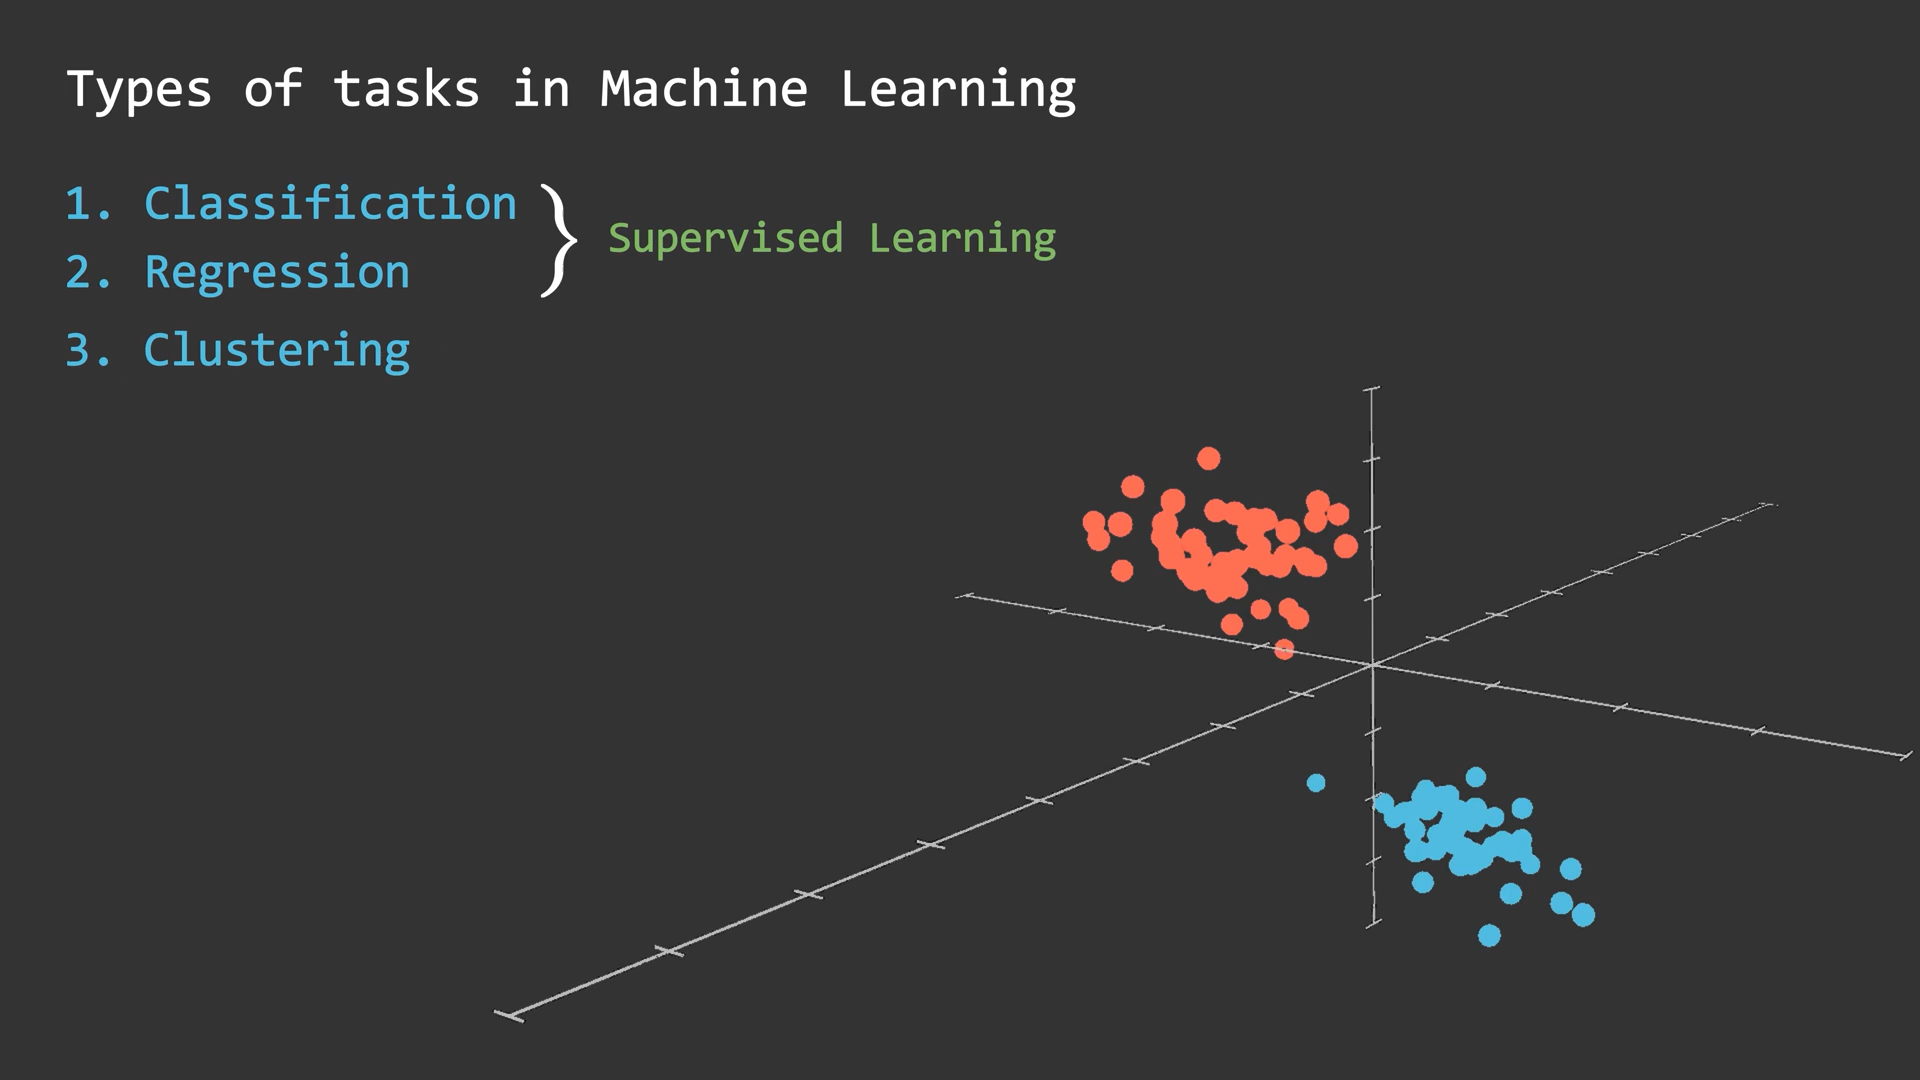 Types of tasks in Machine Learning
1. Classification
2. Regression
Supervised Learning
3. Clustering